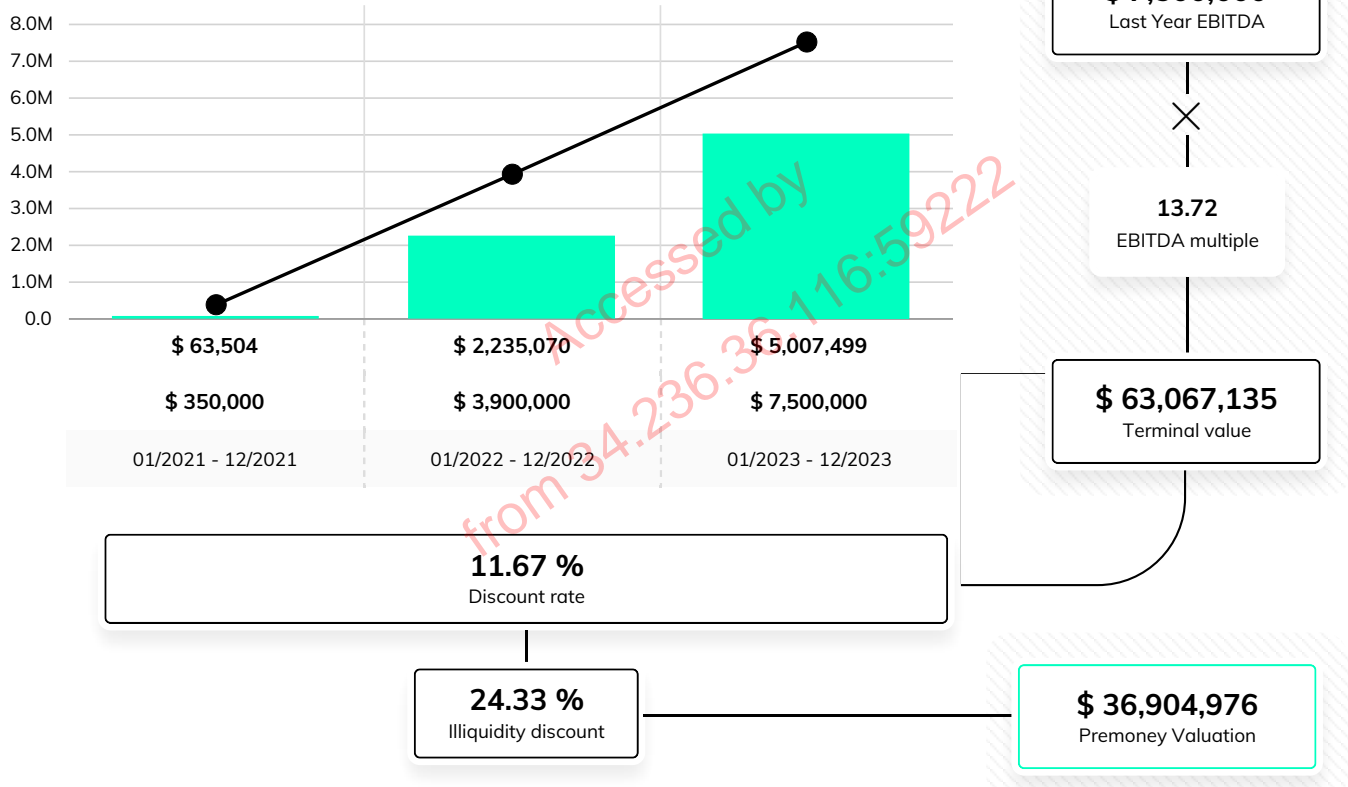 8.0M
7.0M
6.0M
5.0M
4.0M
3.0M
2.0M
1.0M
0.0
$ 63,504 $ 2,235,070 $ 5,007,499
$ 350,000 $ 3,900,000 $ 7,500,000
01/2021 - 12/2021 01/2022 - 12/2022 01/2023 - 12/2023
Last Year EBITDA
13.72
EBITDA multiple
$ 63,067,135
Terminal value
11.67 %
Discount rate
24.33 %
Illiquidity discount
$ 36,904,976
Premoney Valuation
Accessed by
from 34.236.36.116:59222